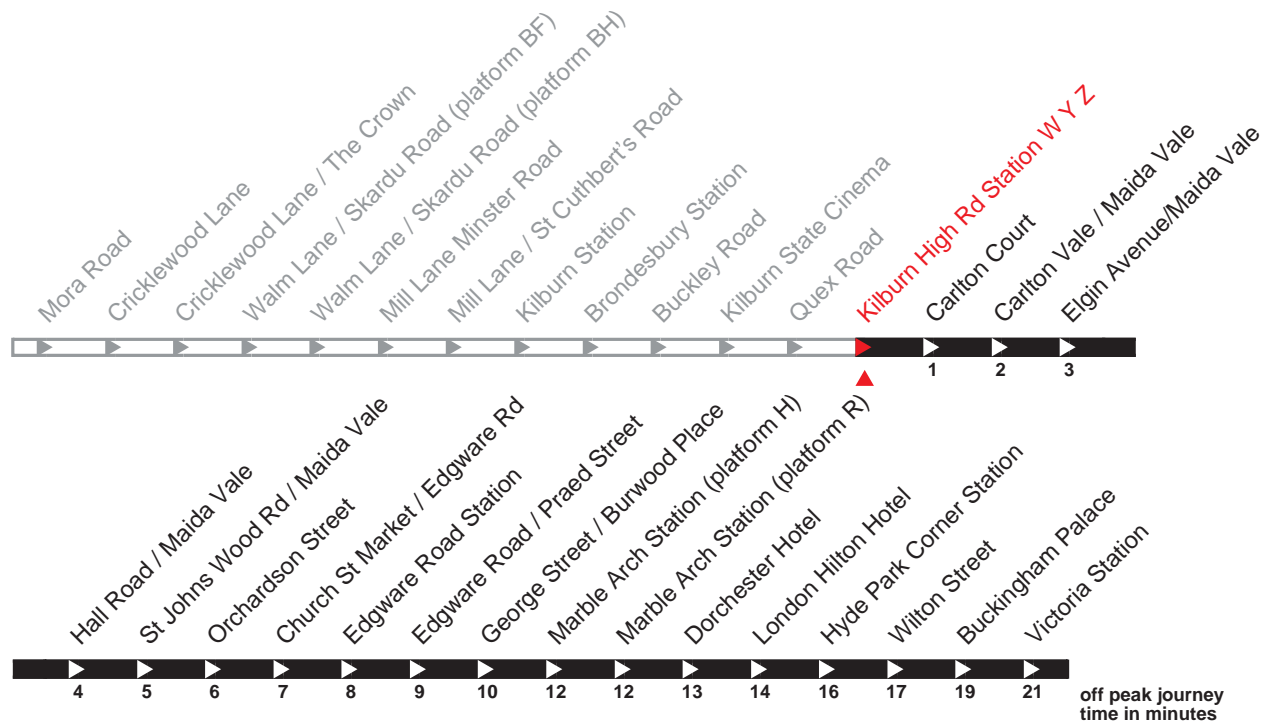 Mora Road
Cricklewood Lane
Cricklewood Lane / The Crown
Walm Lane / Skardu Road (platform BF)
Walm Lane / Skardu Road (platform BH)
Mill Lane Minster Road
Mill Lane / St Cuthbert's Road
Kilburn Station
Brondesbury Station
Buckley Road
Kilburn State Cinema
Quex Road
Kilburn High Rd Station W Y Z
Carlton Court
Carlton Vale / Maida Vale
Elgin Avenue/Maida Vale
1
2
3
Hall Road / Maida Vale
St Johns Wood Rd / Maida Vale
Orchardson Street
Church St Market / Edgware Rd
Edgware Road Station
Edgware Road / Praed Street
George Street / Burwood Place
Marble Arch Station (platform H)
Marble Arch Station (platform R)
Dorchester Hotel
London Hilton Hotel
Hyde Park Corner Station
Wilton Street
Buckingham Palace
Victoria Station
4
5
6
7
8
9
10
12
12
13
14
16
17
19
21
off peak journey
time in minutes